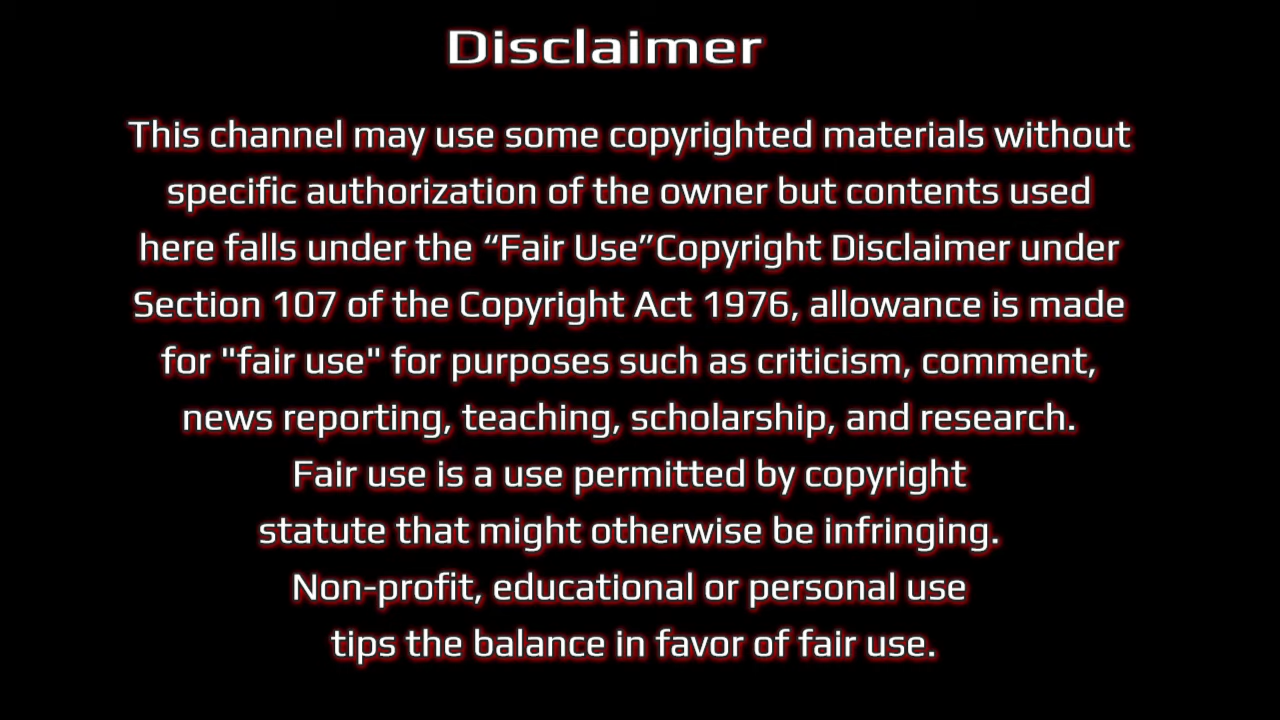 Disclaimer
This channel may use some copyrighted materials without
specific authorization of the owner but contents used
here falls under the “Fair Use”Copyright Disclaimer under
Section 107 of the Copyright Act 1976, allowance is made
for "fair use" for purposes such as criticism, comment,
news reporting, teaching, scholarship, and research.
Fair use is a use permitted by copyright
statute that might otherwise be infringing.
Non-profit, educational or personal use
tips the balance in favor of fair use.